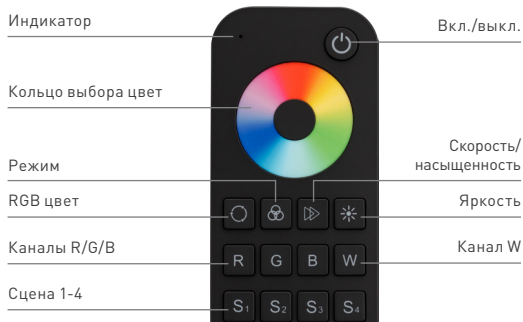 Индикатор
Вкл./выкл.
Кольцо выбора цвет
Скорость/
насыщенность
Режим
RGB цвет
Яркость
Каналы R/G/B
Канал W
R G B W
Сцена 1-4
S1 S2 S3 S4